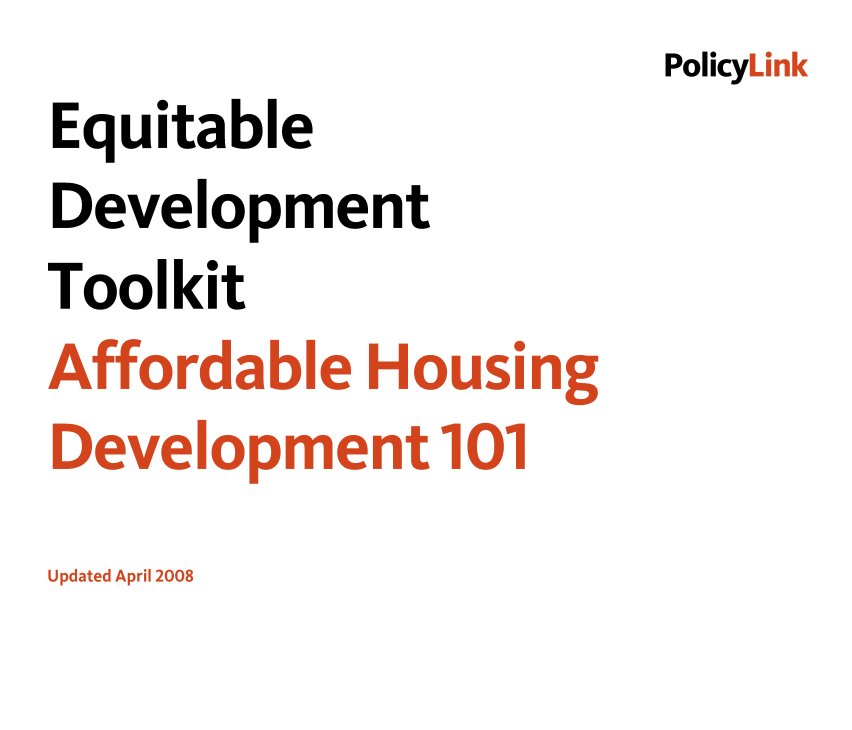 PolicyLink
Equitable
Development
Toolkit
Affordable Housing
Development 101
Updated April 2008